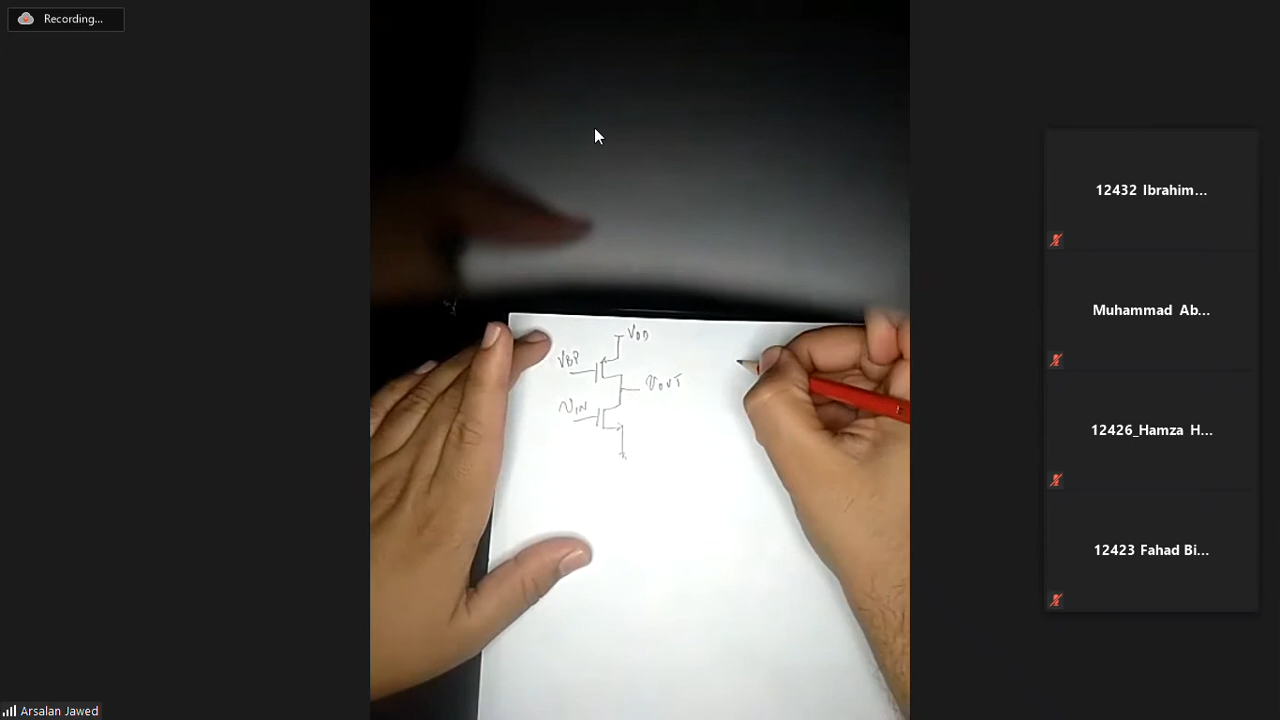 Recording...
VDD
VBP
VOUT
VIN
12432 Ibrahim...
Muhammad Ab...
12426_Hamza H...
12423 Fahad Bi...
Arsalan Jawed